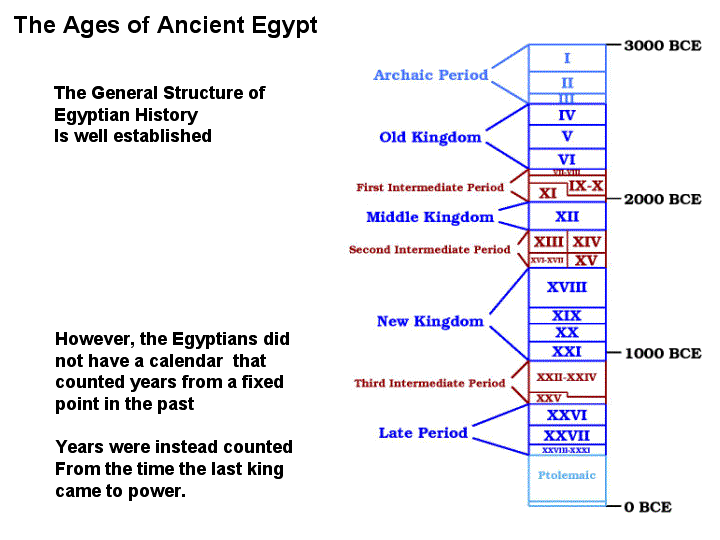 The Ages of Ancient Egypt
The General Structure of
Egyptian History
Is well established
However, the Egyptians did
not have a calendar that
counted years from a fixed
point in the past
Years were instead counted
From the time the last king
came to power.
3000 BCE
Archaic Period
I
II
III
Old Kingdom
IV
V
VI
First Intermediate Period
VII-VIII
XI
IX-X
2000 BCE
Middle Kingdom
XII
Second Intermediate Period
XIII
XIV
XVI-XVII
XV
New Kingdom
XVIII
XIX
XX
XXI
1000 BCE
Third Intermediate Period
XXII-XXIV
XXV
Late Period
XXVI
XXVII
XXVIII-XXXI
Ptolemaic
0 BCE